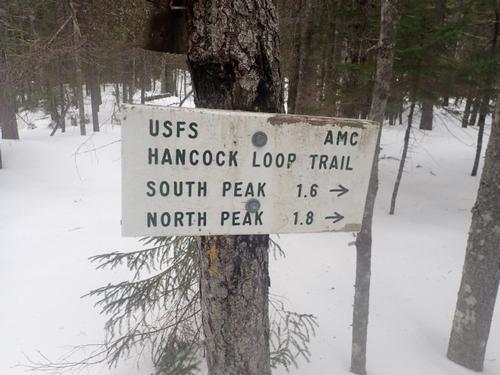 USFS AMC
HANCOCK LOOP TRAIL
SOUTH PEAK 1.6 →
NORTH PEAK 1.8 →